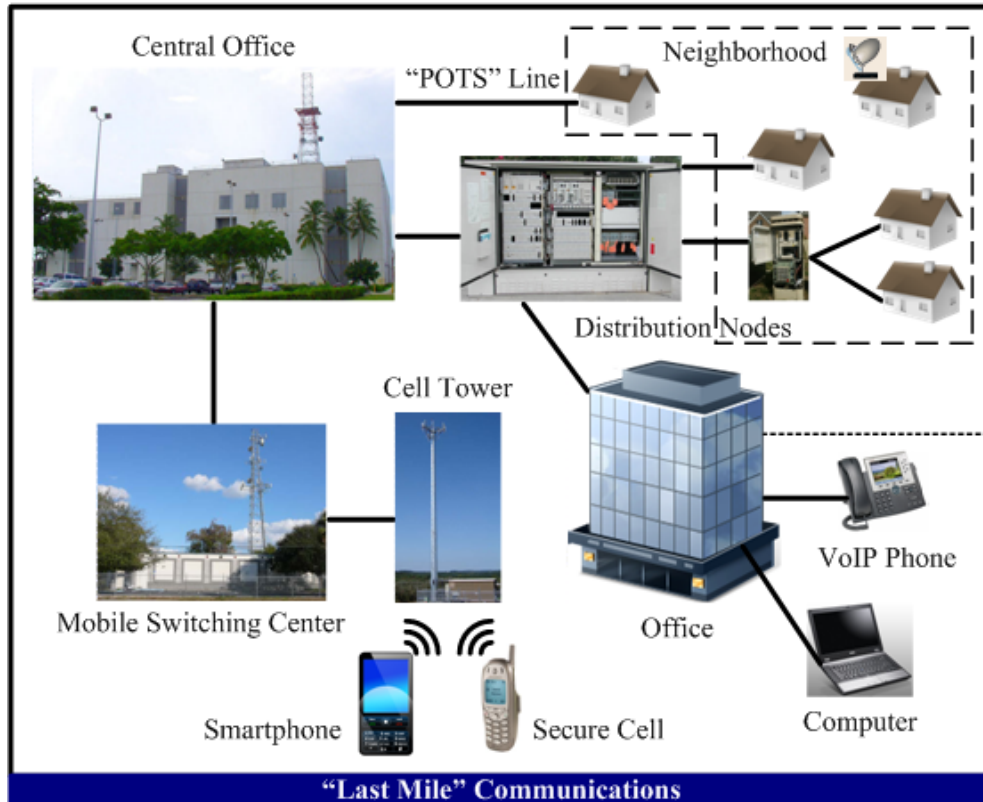 Central Office
Neighborhood
“POTS” Line
Distribution Nodes
Cell Tower
VoIP Phone
Mobile Switching Center
Office
Smartphone
Secure Cell
Computer
“Last Mile” Communications